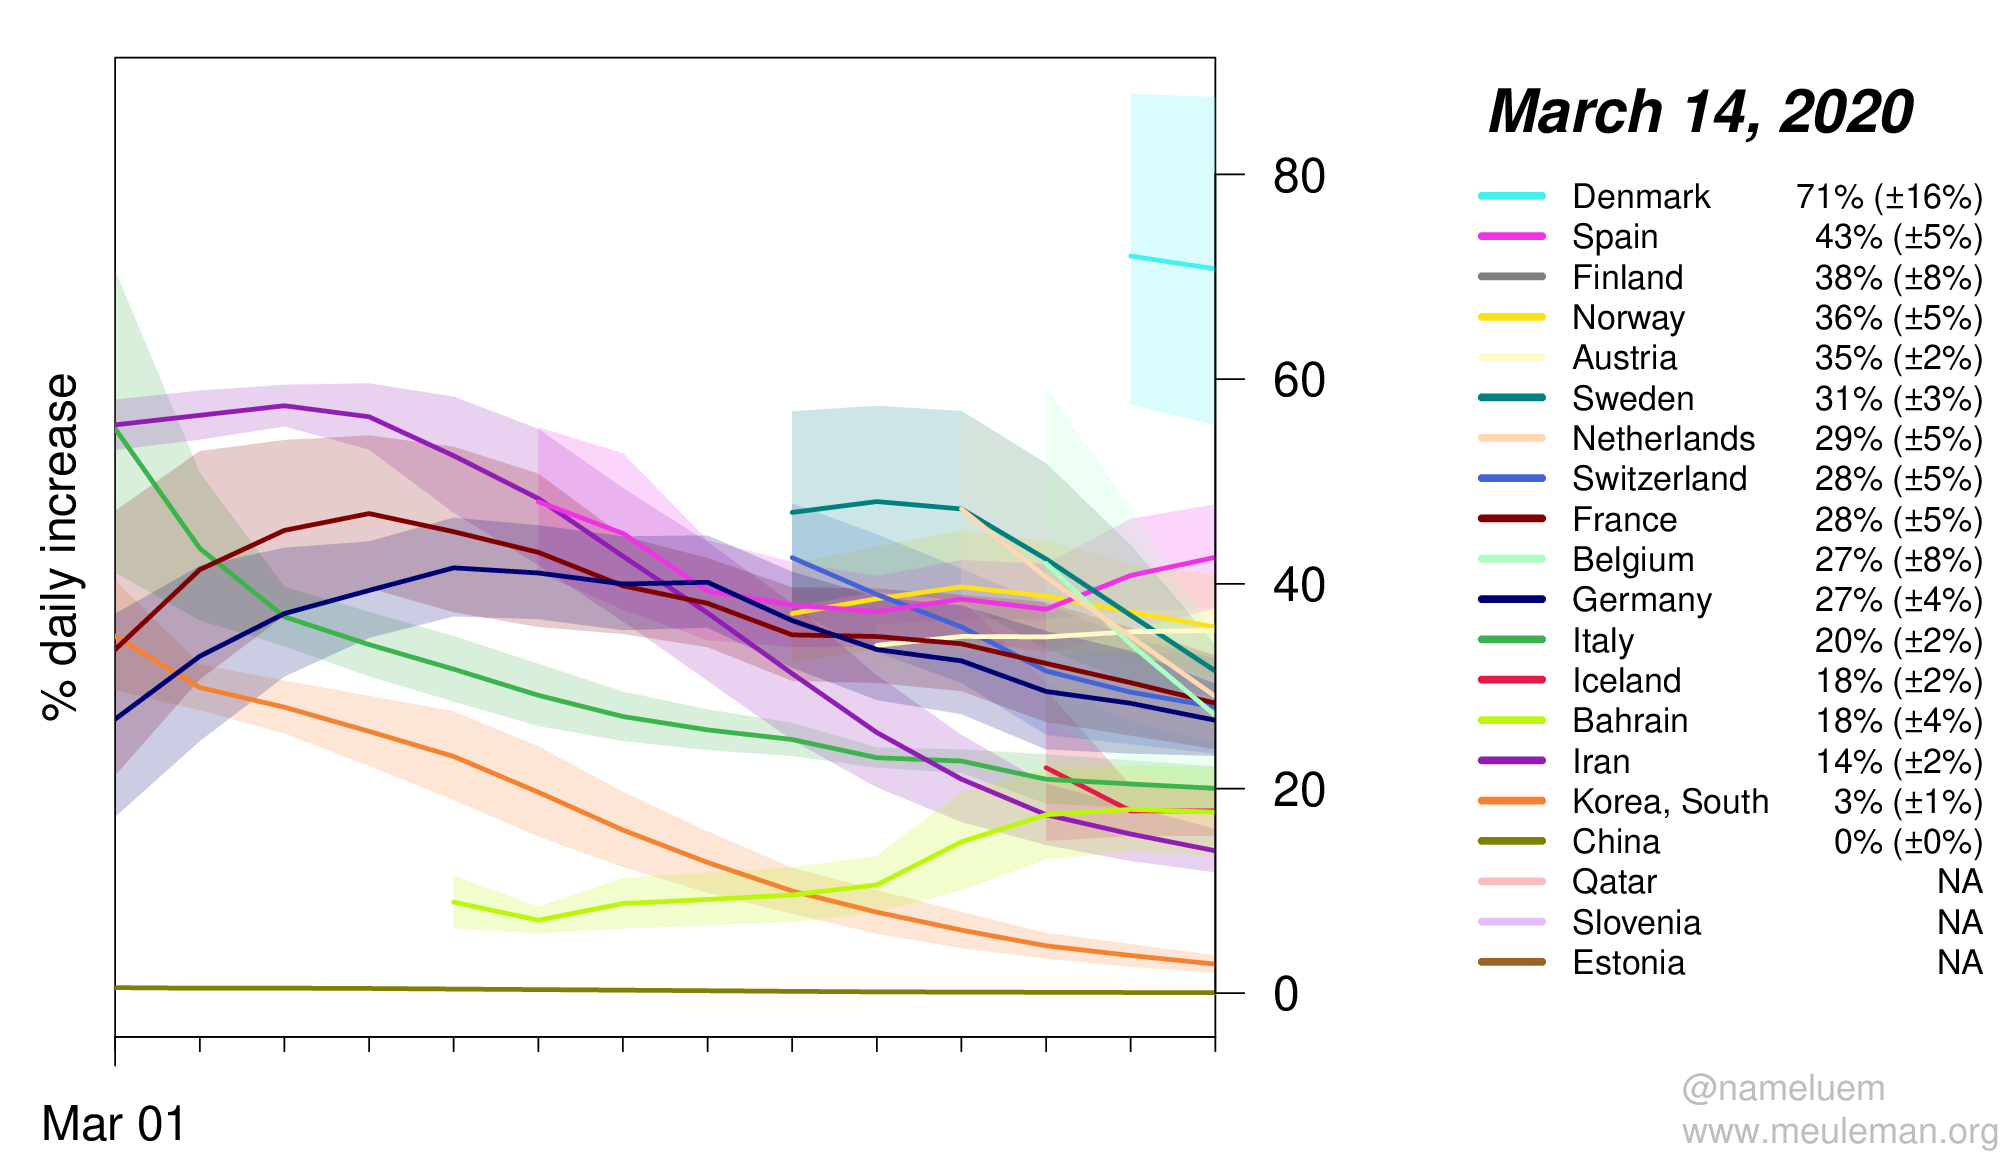 March 14, 2020
80
60
40
20
0
% daily increase
Mar 01
Denmark 71% (±16%)
Spain 43% (±5%)
Finland 38% (±8%)
Norway 36% (±5%)
Austria 35% (±2%)
Sweden 31% (±3%)
Netherlands 29% (±5%)
Switzerland 28% (±5%)
France 28% (±5%)
Belgium 27% (±8%)
Germany 27% (±4%)
Italy 20% (±2%)
Iceland 18% (±2%)
Bahrain 18% (±4%)
Iran 14% (±2%)
Korea, South 3% (±1%)
China 0% (±0%)
Qatar NA
Slovenia NA
Estonia NA
@nameluem
www.meuleman.org